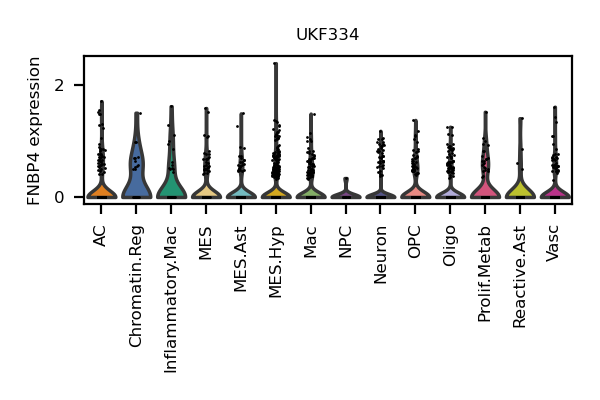 UKF334
FNBP4 expression
2
0
AC
Chromatin.Reg
Inflammatory.Mac
MES
MES.Ast
MES.Hyp
Mac
NPC
Neuron
OPC
Oligo
Prolif.Metab
Reactive.Ast
Vasc